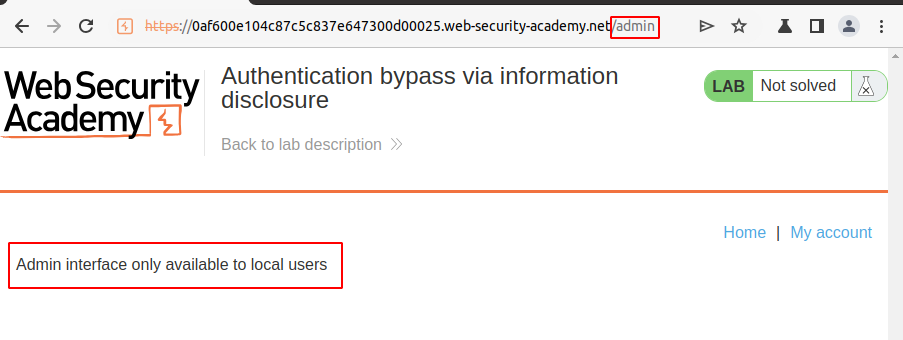 https://0af600e104c87c5c837e647300d00025.web-security-academy.net/admin
Web Security
Academy
Authentication bypass via information
disclosure
Back to lab description
LAB Not solved
Home | My account
Admin interface only available to local users